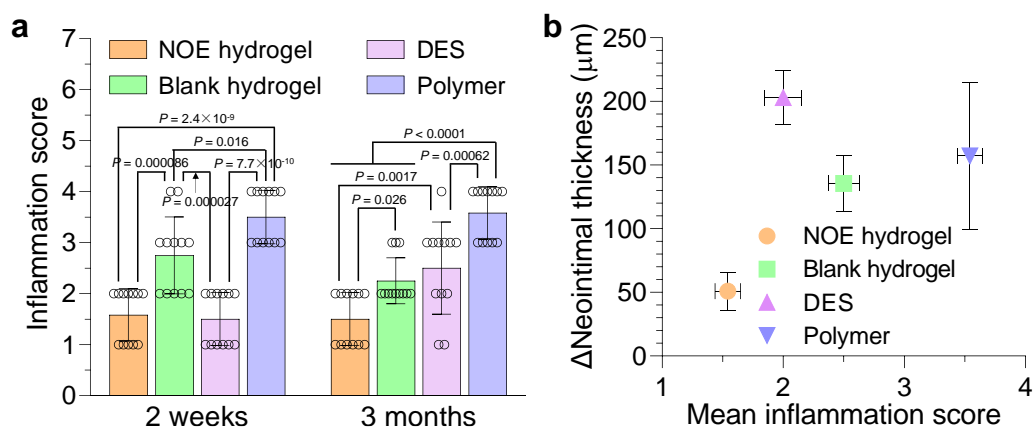 a
7
6
5
4
3
2
1
0
Inflammation score
NOE hydrogel
Blank hydrogel
DES
Polymer
P = 2.4×10-9
P = 0.016
P = 0.000086
P = 7.7×10-10
P = 0.000027
P < 0.0001
P = 0.00062
P = 0.0017
P = 0.026
2 weeks
3 months
b
250
200
150
100
50
0
ΔNeointimal thickness (μm)
NOE hydrogel
Blank hydrogel
DES
Polymer
1
2
3
4
Mean inflammation score